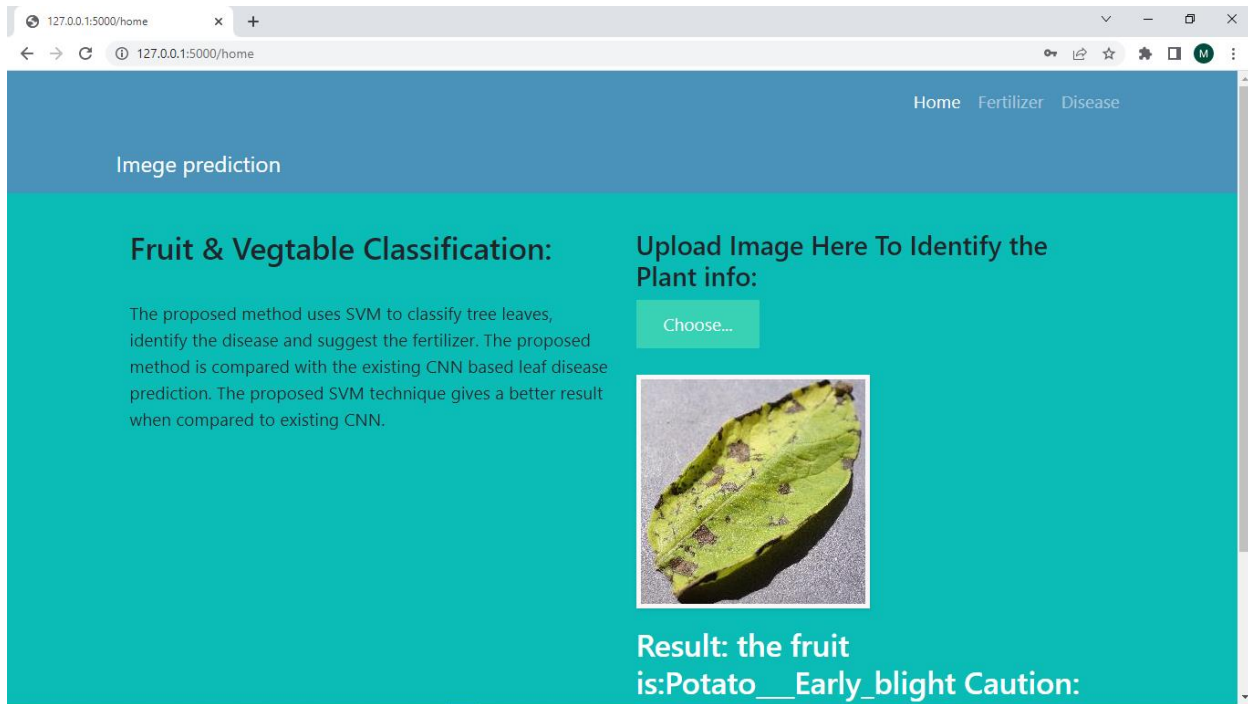 127.0.0.1:5000/home
127.0.0.1:5000/home
M
Home Fertilizer Disease
Imege prediction
Fruit & Vegtable Classification:
The proposed method uses SVM to classify tree leaves,
identify the disease and suggest the fertilizer. The proposed
method is compared with the existing CNN based leaf disease
prediction. The proposed SVM technique gives a better result
when compared to existing CNN.
Upload Image Here To Identify the
Plant info:
Choose...
Result: the fruit
is:Potato___Early_blight Caution: